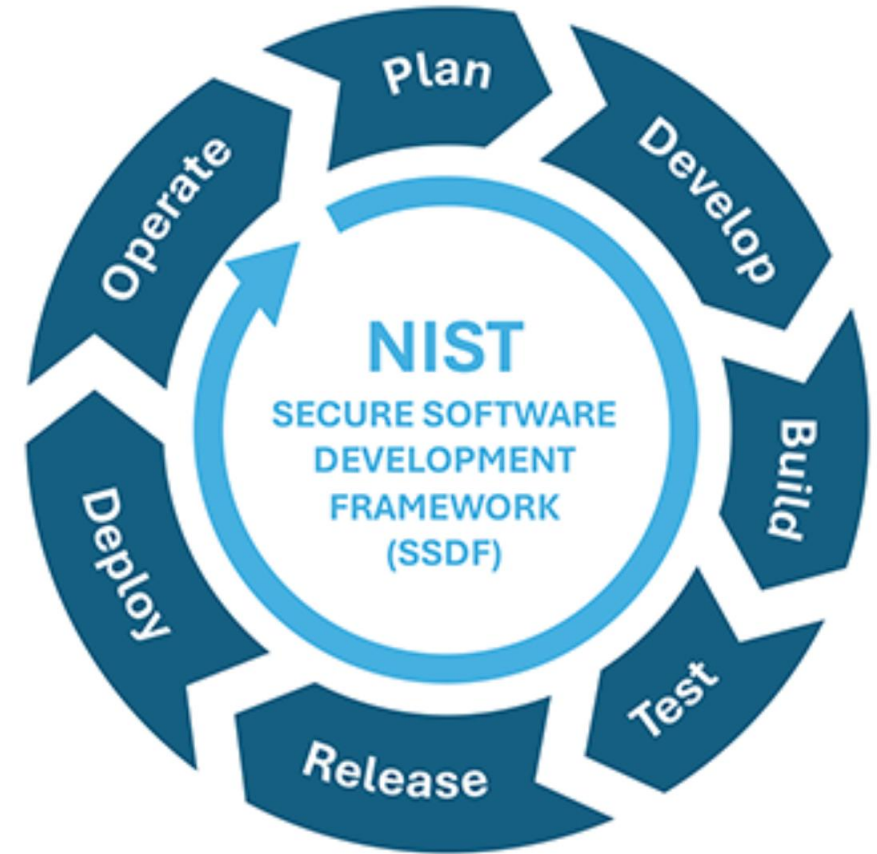 Plan
Develop
Build
Test
Release
Deploy
Operate
NIST
SECURE SOFTWARE
DEVELOPMENT
FRAMEWORK
(SSDF)